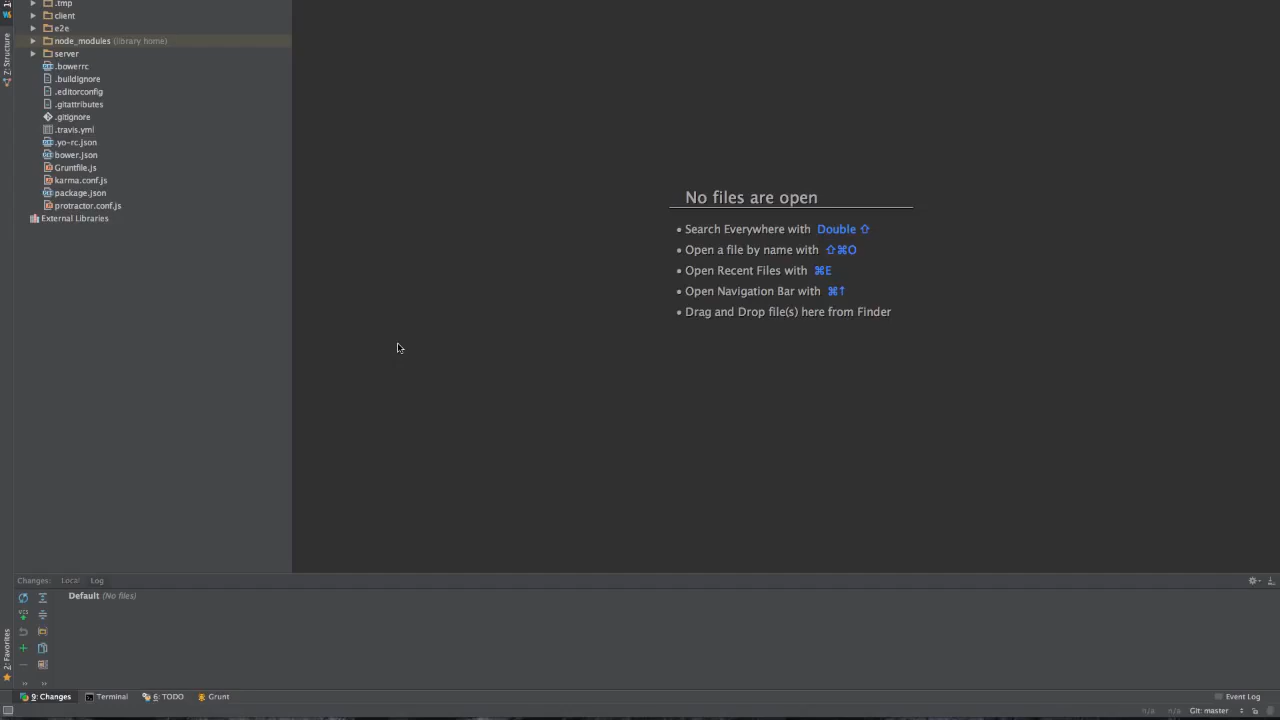 .tmp
client
e2e
node_modules (library home)
server
.bowerrc
.buildignore
.editorconfig
.gitattributes
.gitignore
.travis.yml
.yo-rc.json
bower.json
Gruntfile.js
karma.conf.js
package.json
protractor.conf.js
External Libraries
Z: Structure
2: Favorites
No files are open
• Search Everywhere with Double ⇧
• Open a file by name with ⇧⌘O
• Open Recent Files with ⌘E
• Open Navigation Bar with ⌘↑
• Drag and Drop file(s) here from Finder
Changes: Local Log
Default (No files)
9: Changes Terminal 6: TODO Grunt Event Log
n/a n/a Git: master